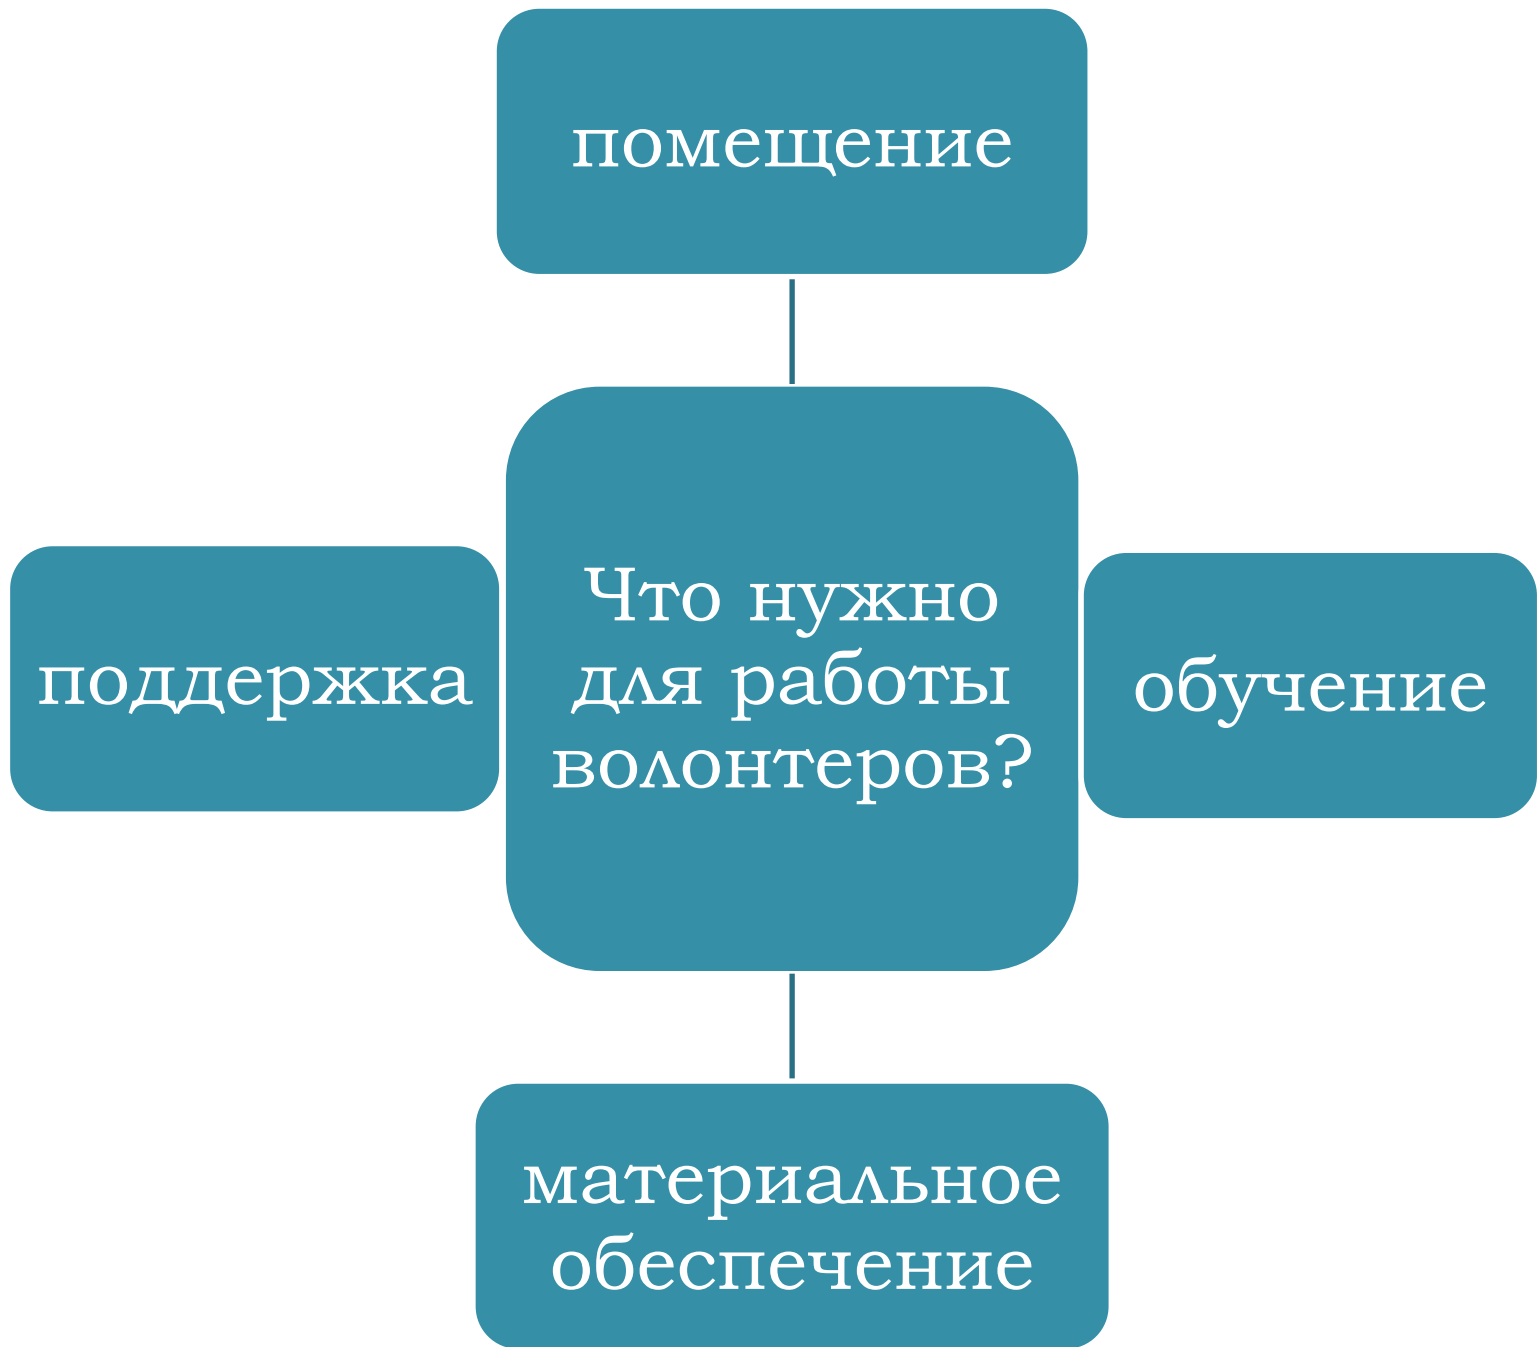 помещение
поддержка
Что нужно
для работы
волонтеров?
обучение
материальное
обеспечение